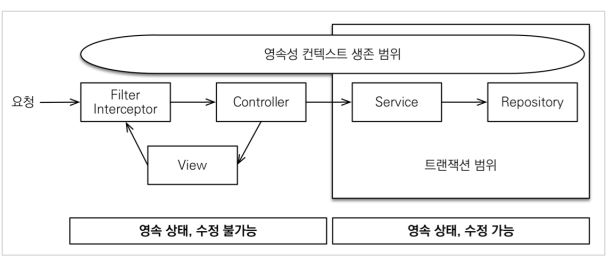 영속성 컨텍스트 생존 범위
요청
Filter
Interceptor
Controller
Service
Repository
View
트랜잭션 범위
영속 상태, 수정 불가능
영속 상태, 수정 가능